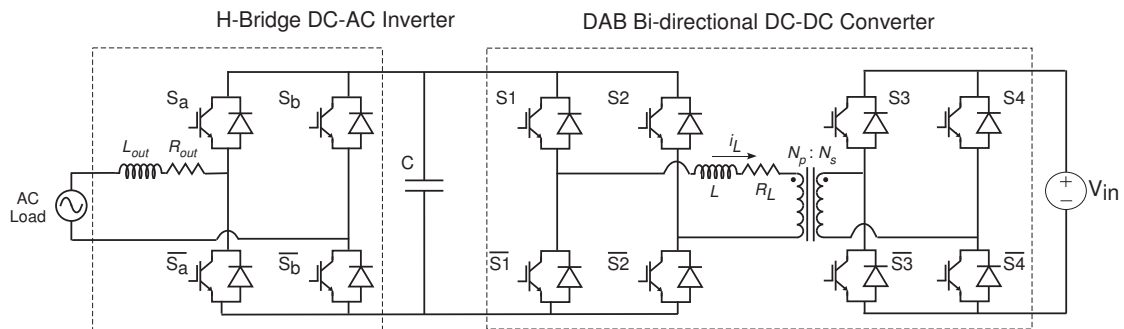 H-Bridge DC-AC Inverter
DAB Bi-directional DC-DC Converter
Sa
Sb
S1
S2
S3
S4
Lout
Rout
iL
Np : Ns
C
L
RL
AC
Load
+
−
Vin
S̅a̅
S̅b̅
S̅1̅
S̅2̅
S̅3̅
S̅4̅